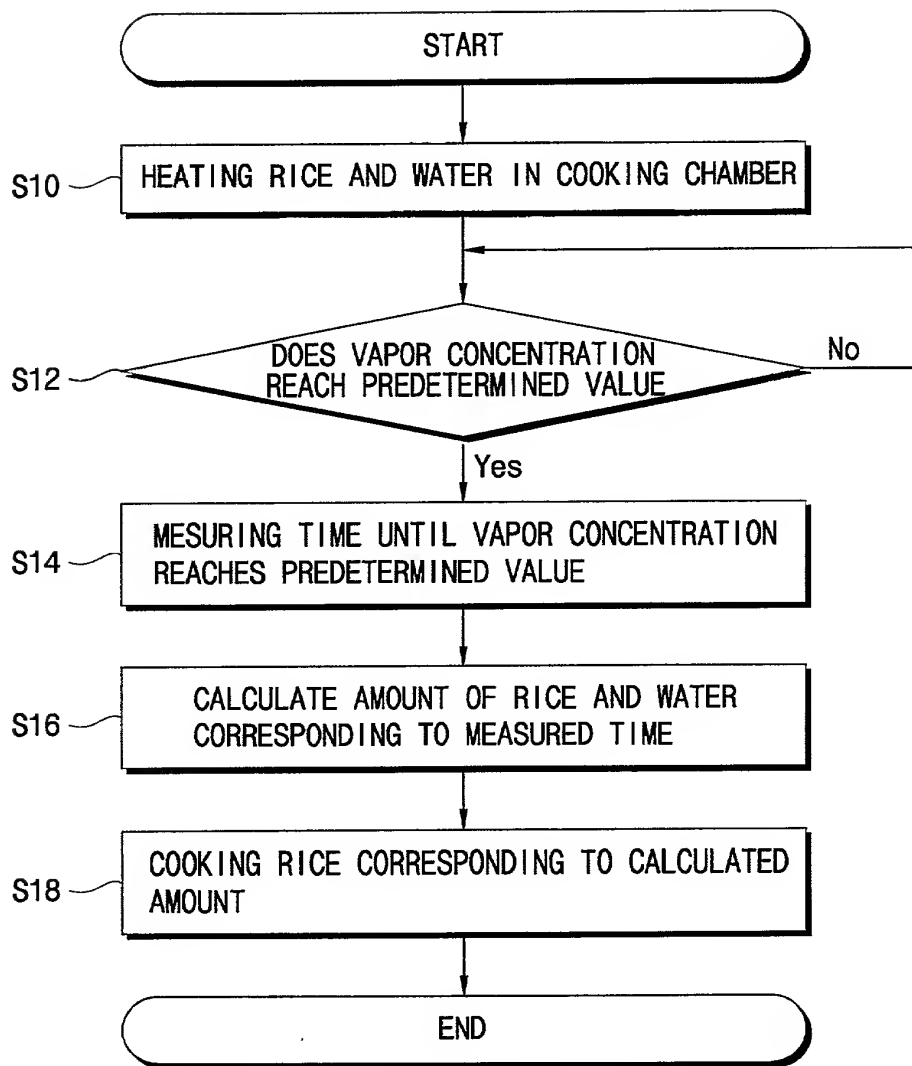 START
S10
HEATING RICE AND WATER IN COOKING CHAMBER
S12
DOES VAPOR CONCENTRATION
REACH PREDETERMINED VALUE
No
Yes
S14
MESURING TIME UNTIL VAPOR CONCENTRATION
REACHES PREDETERMINED VALUE
S16
CALCULATE AMOUNT OF RICE AND WATER
CORRESPONDING TO MEASURED TIME
S18
COOKING RICE CORRESPONDING TO CALCULATED
AMOUNT
END